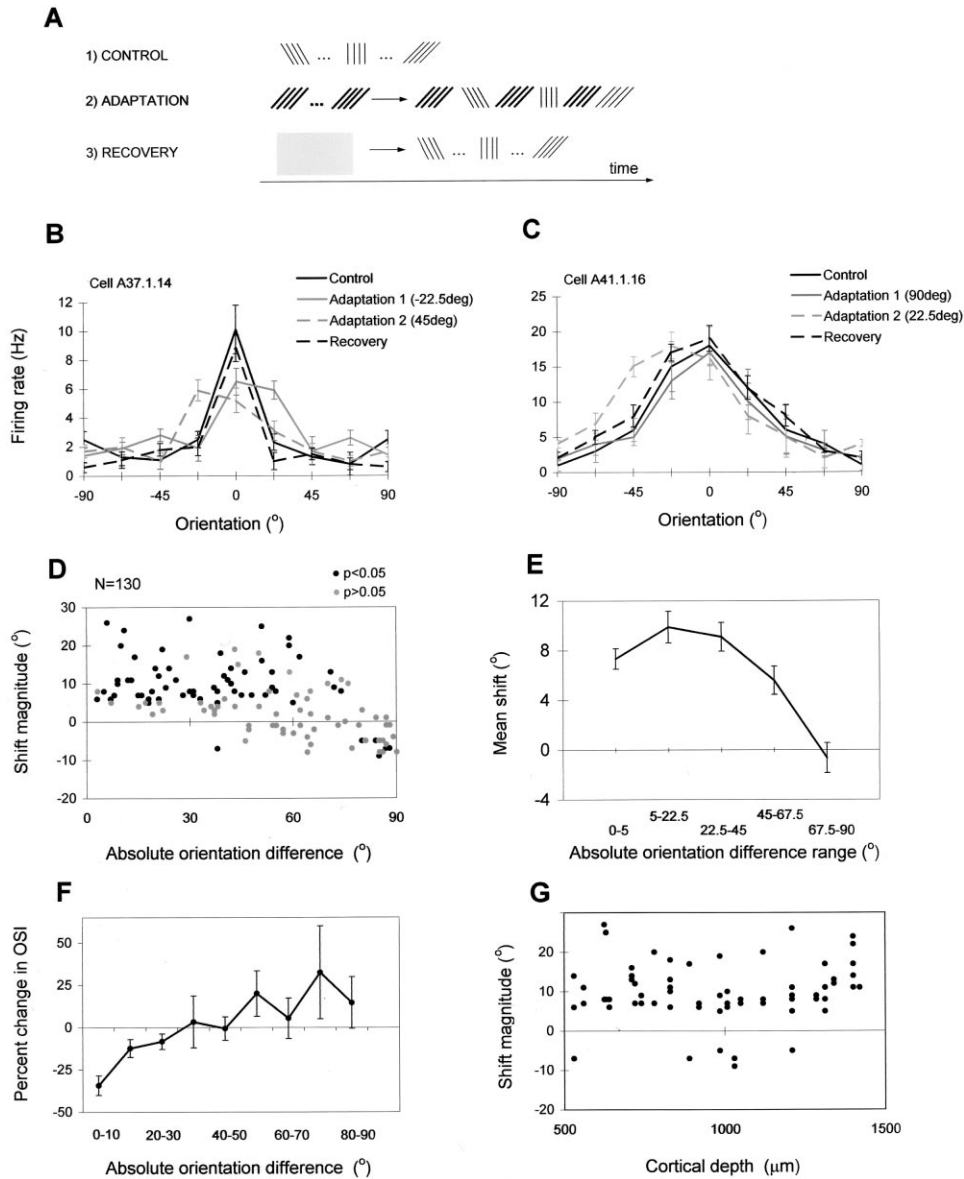 A
1) CONTROL
... ...
2) ADAPTATION
...
3) RECOVERY
... ...
time
B
Cell A37.1.14
Control
Adaptation 1 (-22.5deg)
Adaptation 2 (45deg)
Recovery
Firing rate (Hz)
12
10
8
6
4
2
0
-90 -45 0 45 90
Orientation (°)
C
Cell A41.1.16
Control
Adaptation 1 (90deg)
Adaptation 2 (22.5deg)
Recovery
25
20
15
10
5
0
-90 -45 0 45 90
Orientation (°)
D
N=130
p<0.05
p>0.05
Shift magnitude (°)
30
20
10
0
-10
-20
0 30 60 90
Absolute orientation difference (°)
E
Mean shift (°)
12
8
4
0
-4
0-5 5-22.5 22.5-45 45-67.5 67.5-90
Absolute orientation difference range (°)
F
Percent change in OSI
50
25
0
-25
-50
0-10 20-30 40-50 60-70 80-90
Absolute orientation difference (°)
G
Shift magnitude (°)
20
10
0
-10
-20
500 1000 1500
Cortical depth (μm)